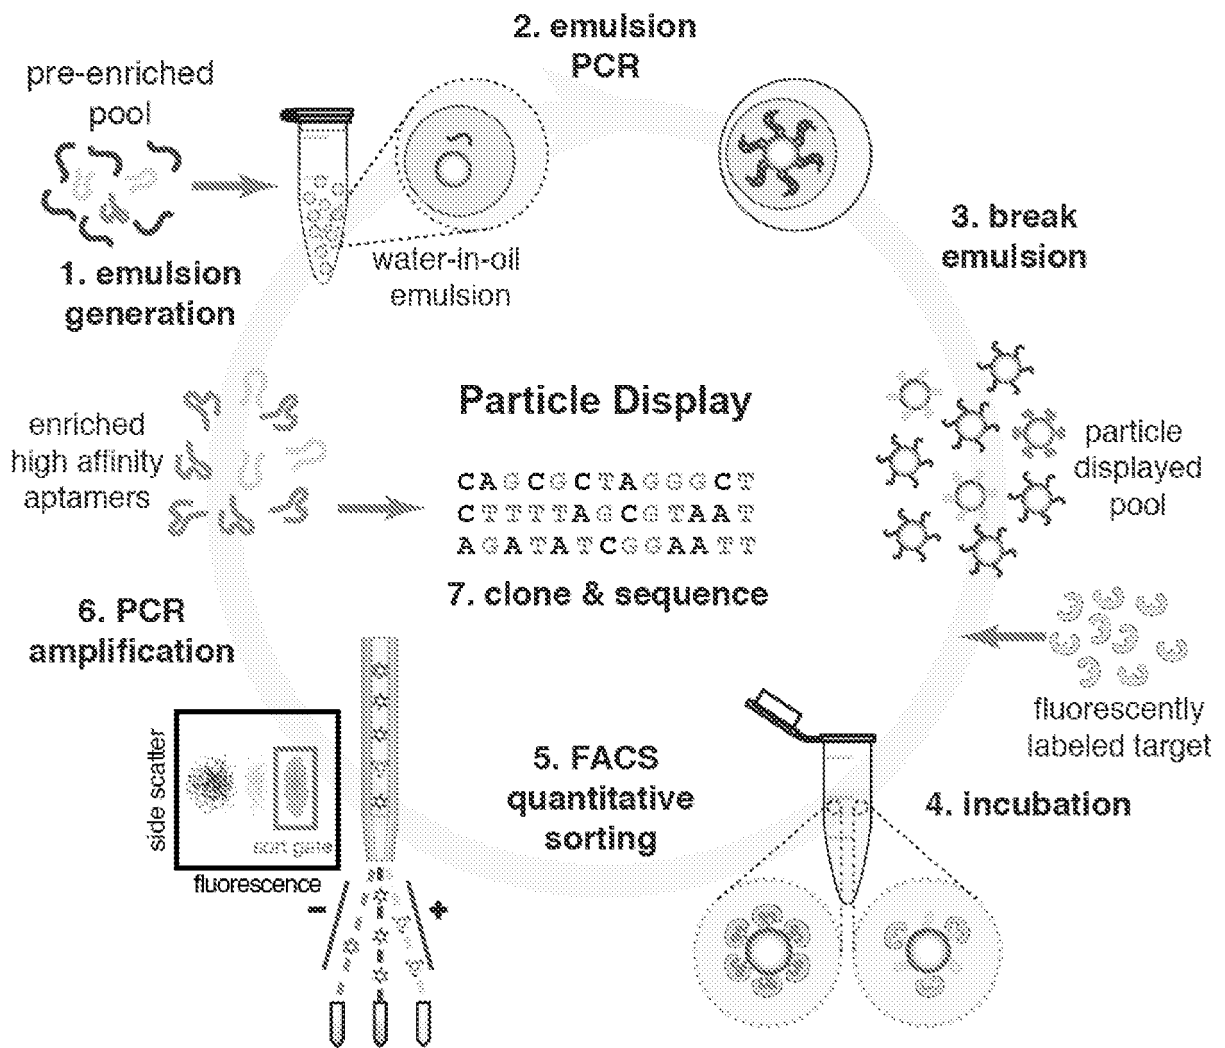 2. emulsion
PCR
pre-enriched
pool
1. emulsion
generation
water-in-oil
emulsion
3. break
emulsion
particle
displayed
pool
Particle Display
CAGCGCTAGGGCT
CTTTTAGCGTAAT
AGATATCGGAATT
7. clone & sequence
enriched
high affinity
aptamers
6. PCR
amplification
fluorescently
labeled target
4. incubation
5. FACS
quantitative
sorting
side scatter
sort gate
fluorescence
− +